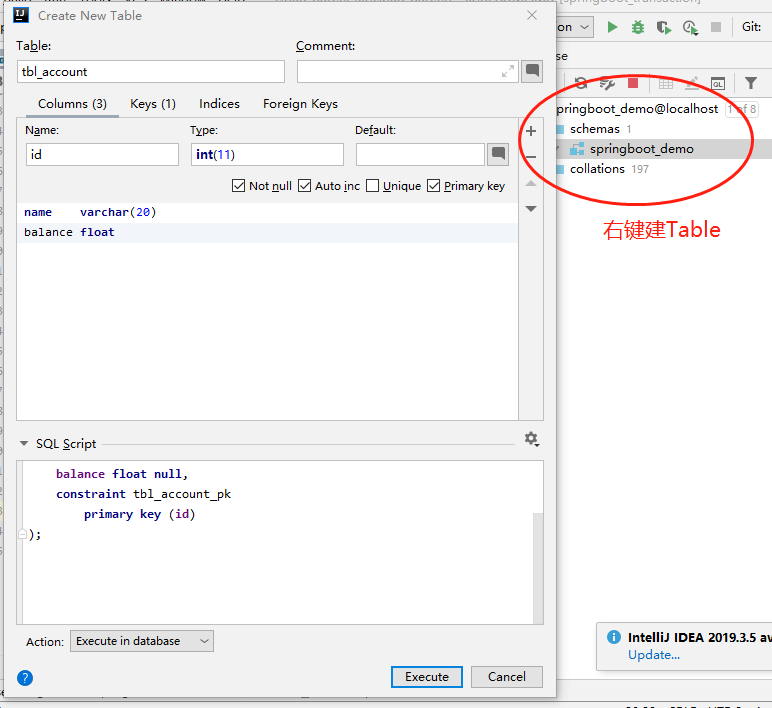 Create New Table
Table:
Comment:
tbl_account
Columns (3) Keys (1) Indices Foreign Keys
Name: Type: Default:
id int(11)
Not null Auto inc Unique Primary key
name varchar(20)
balance float
SQL Script
balance float null,
constraint tbl_account_pk
primary key (id)
);
Action: Execute in database
Execute Cancel
[springboot_transaction]
on
Git:
se
pringboot_demo@localhost 1 of 8
schemas 1
springboot_demo
collations 197
右键建Table
IntelliJ IDEA 2019.3.5 av
Update...